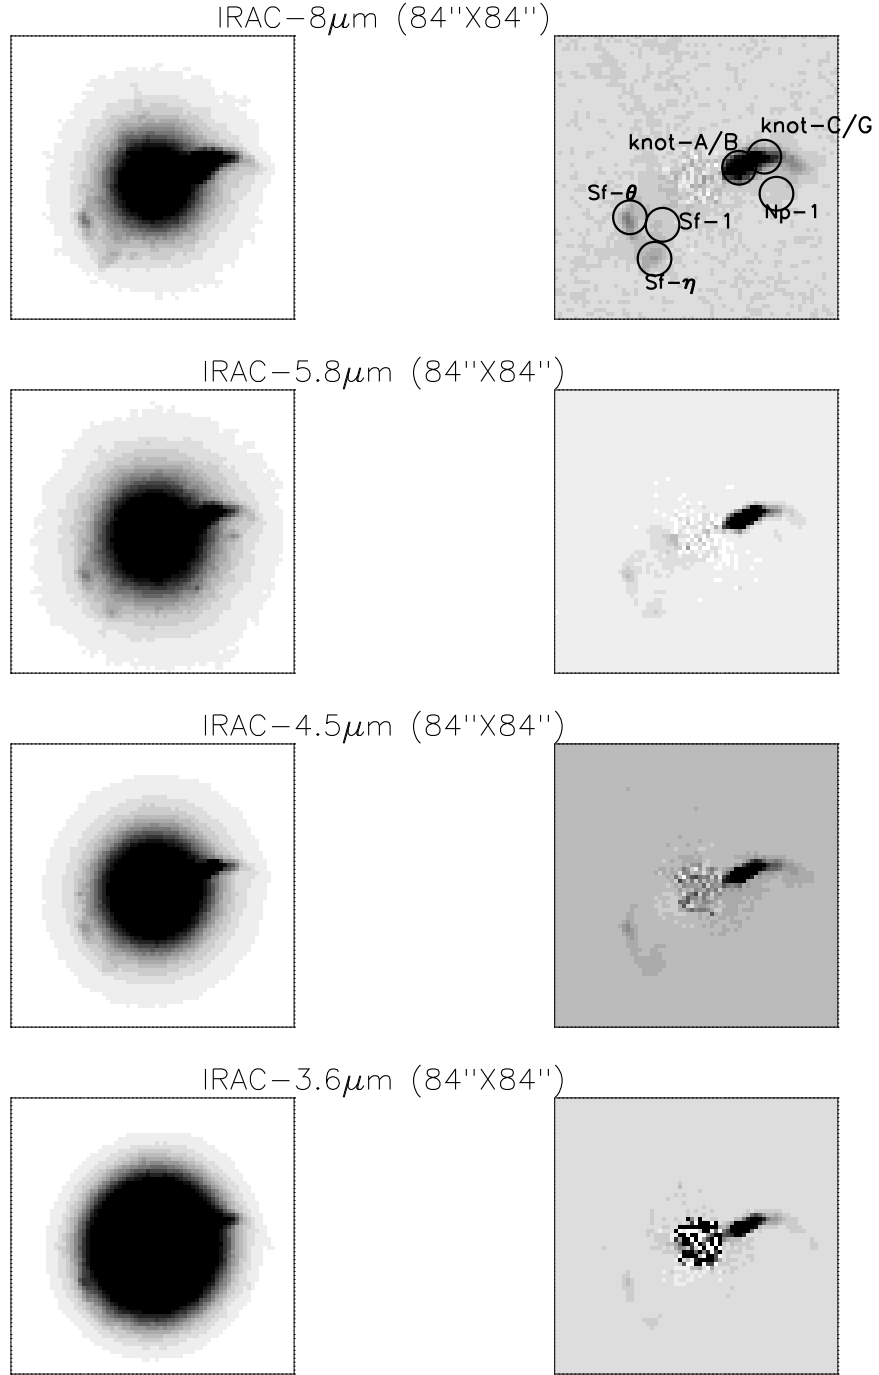 IRAC-8μm (84"X84")
knot-C/G
knot-A/B
Sf-θ
Np-1
Sf-1
Sf-η
IRAC-5.8μm (84"X84")
IRAC-4.5μm (84"X84")
IRAC-3.6μm (84"X84")